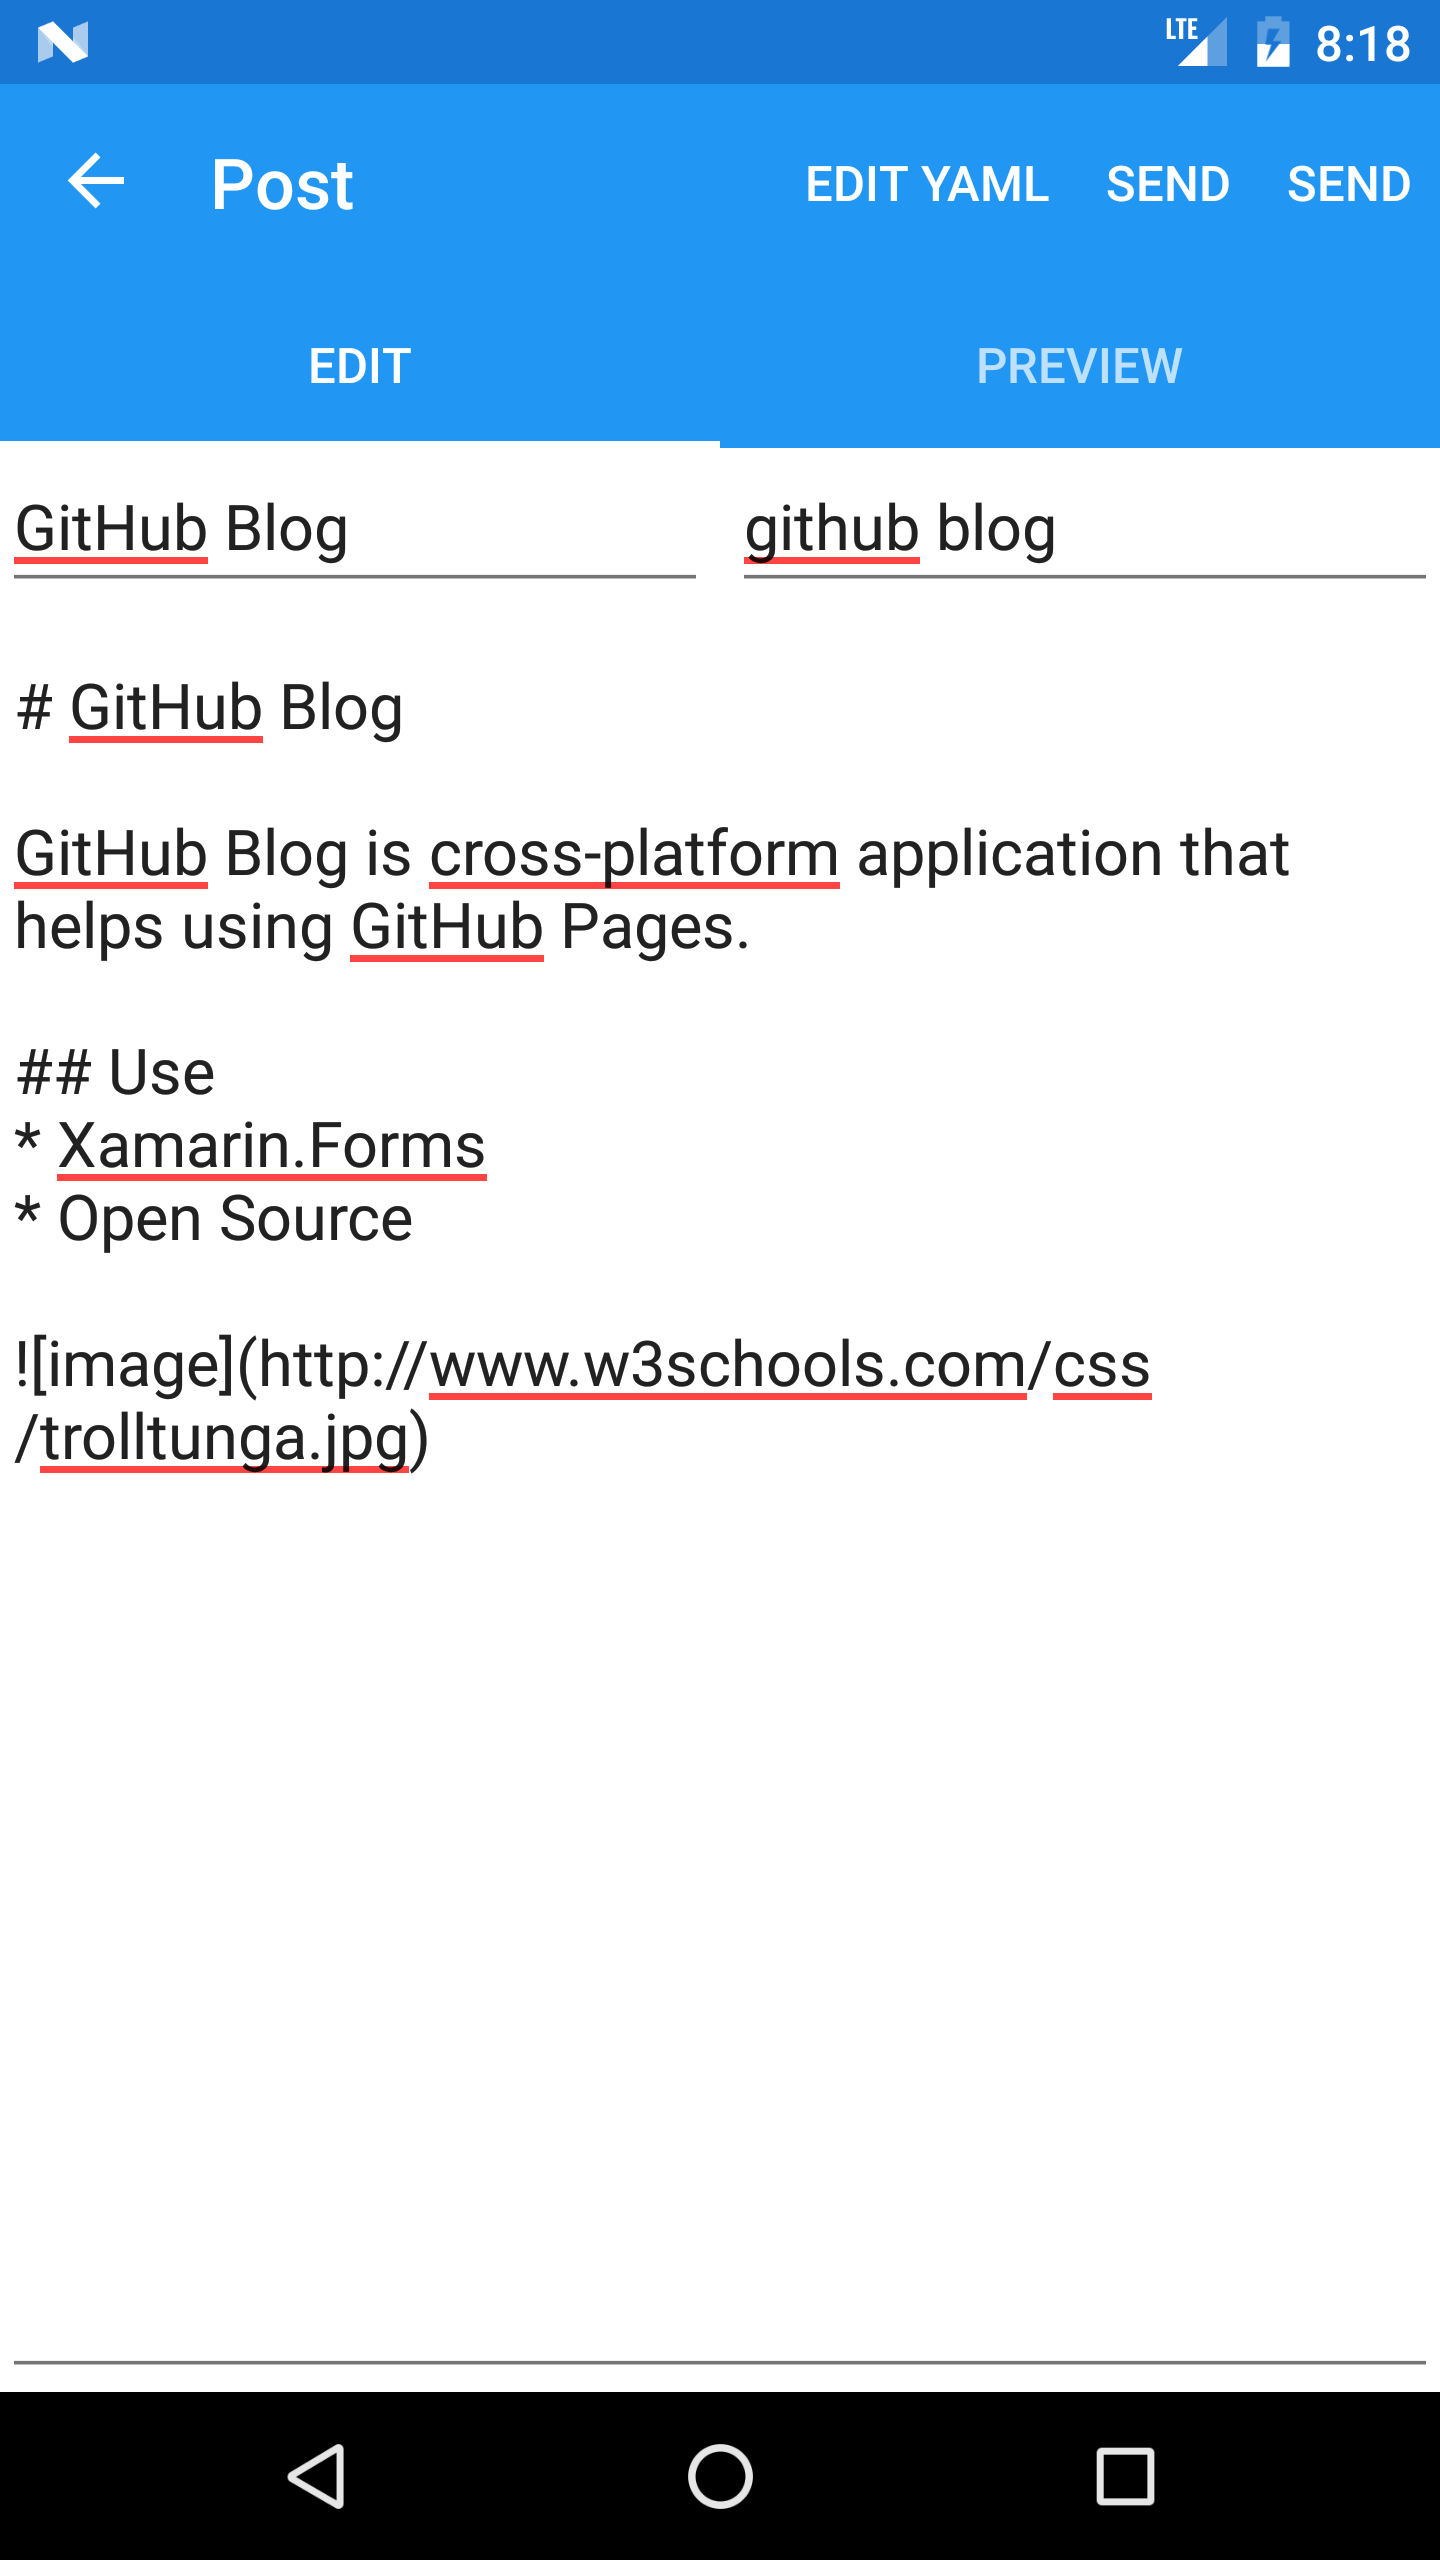 LTE 8:18
Post EDIT YAML SEND SEND
EDIT PREVIEW
GitHub Blog github blog
# GitHub Blog
GitHub Blog is cross-platform application that
helps using GitHub Pages.
## Use
* Xamarin.Forms
* Open Source
![image](http://www.w3schools.com/css
/trolltunga.jpg)